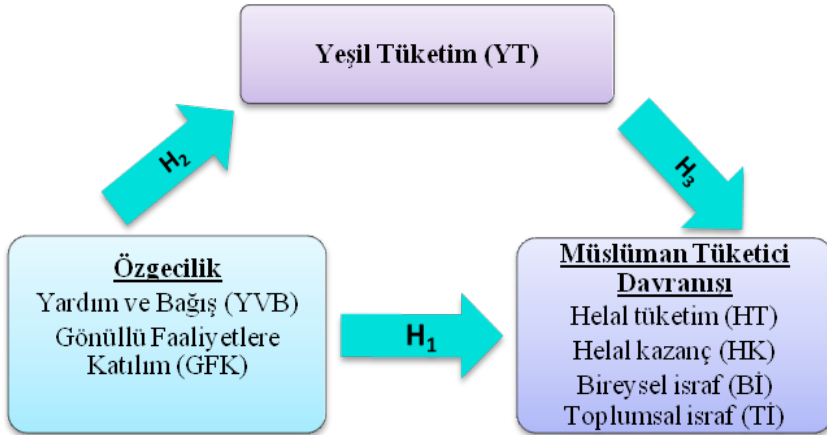 Yeşil Tüketim (YT)
H₂
H₃
Özgecilik
Yardım ve Bağış (YVB)
Gönüllü Faaliyetlere
Katılım (GFK)
H₁
Müslüman Tüketici
Davranışı
Helal tüketim (HT)
Helal kazanç (HK)
Bireysel israf (Bİ)
Toplumsal israf (Tİ)